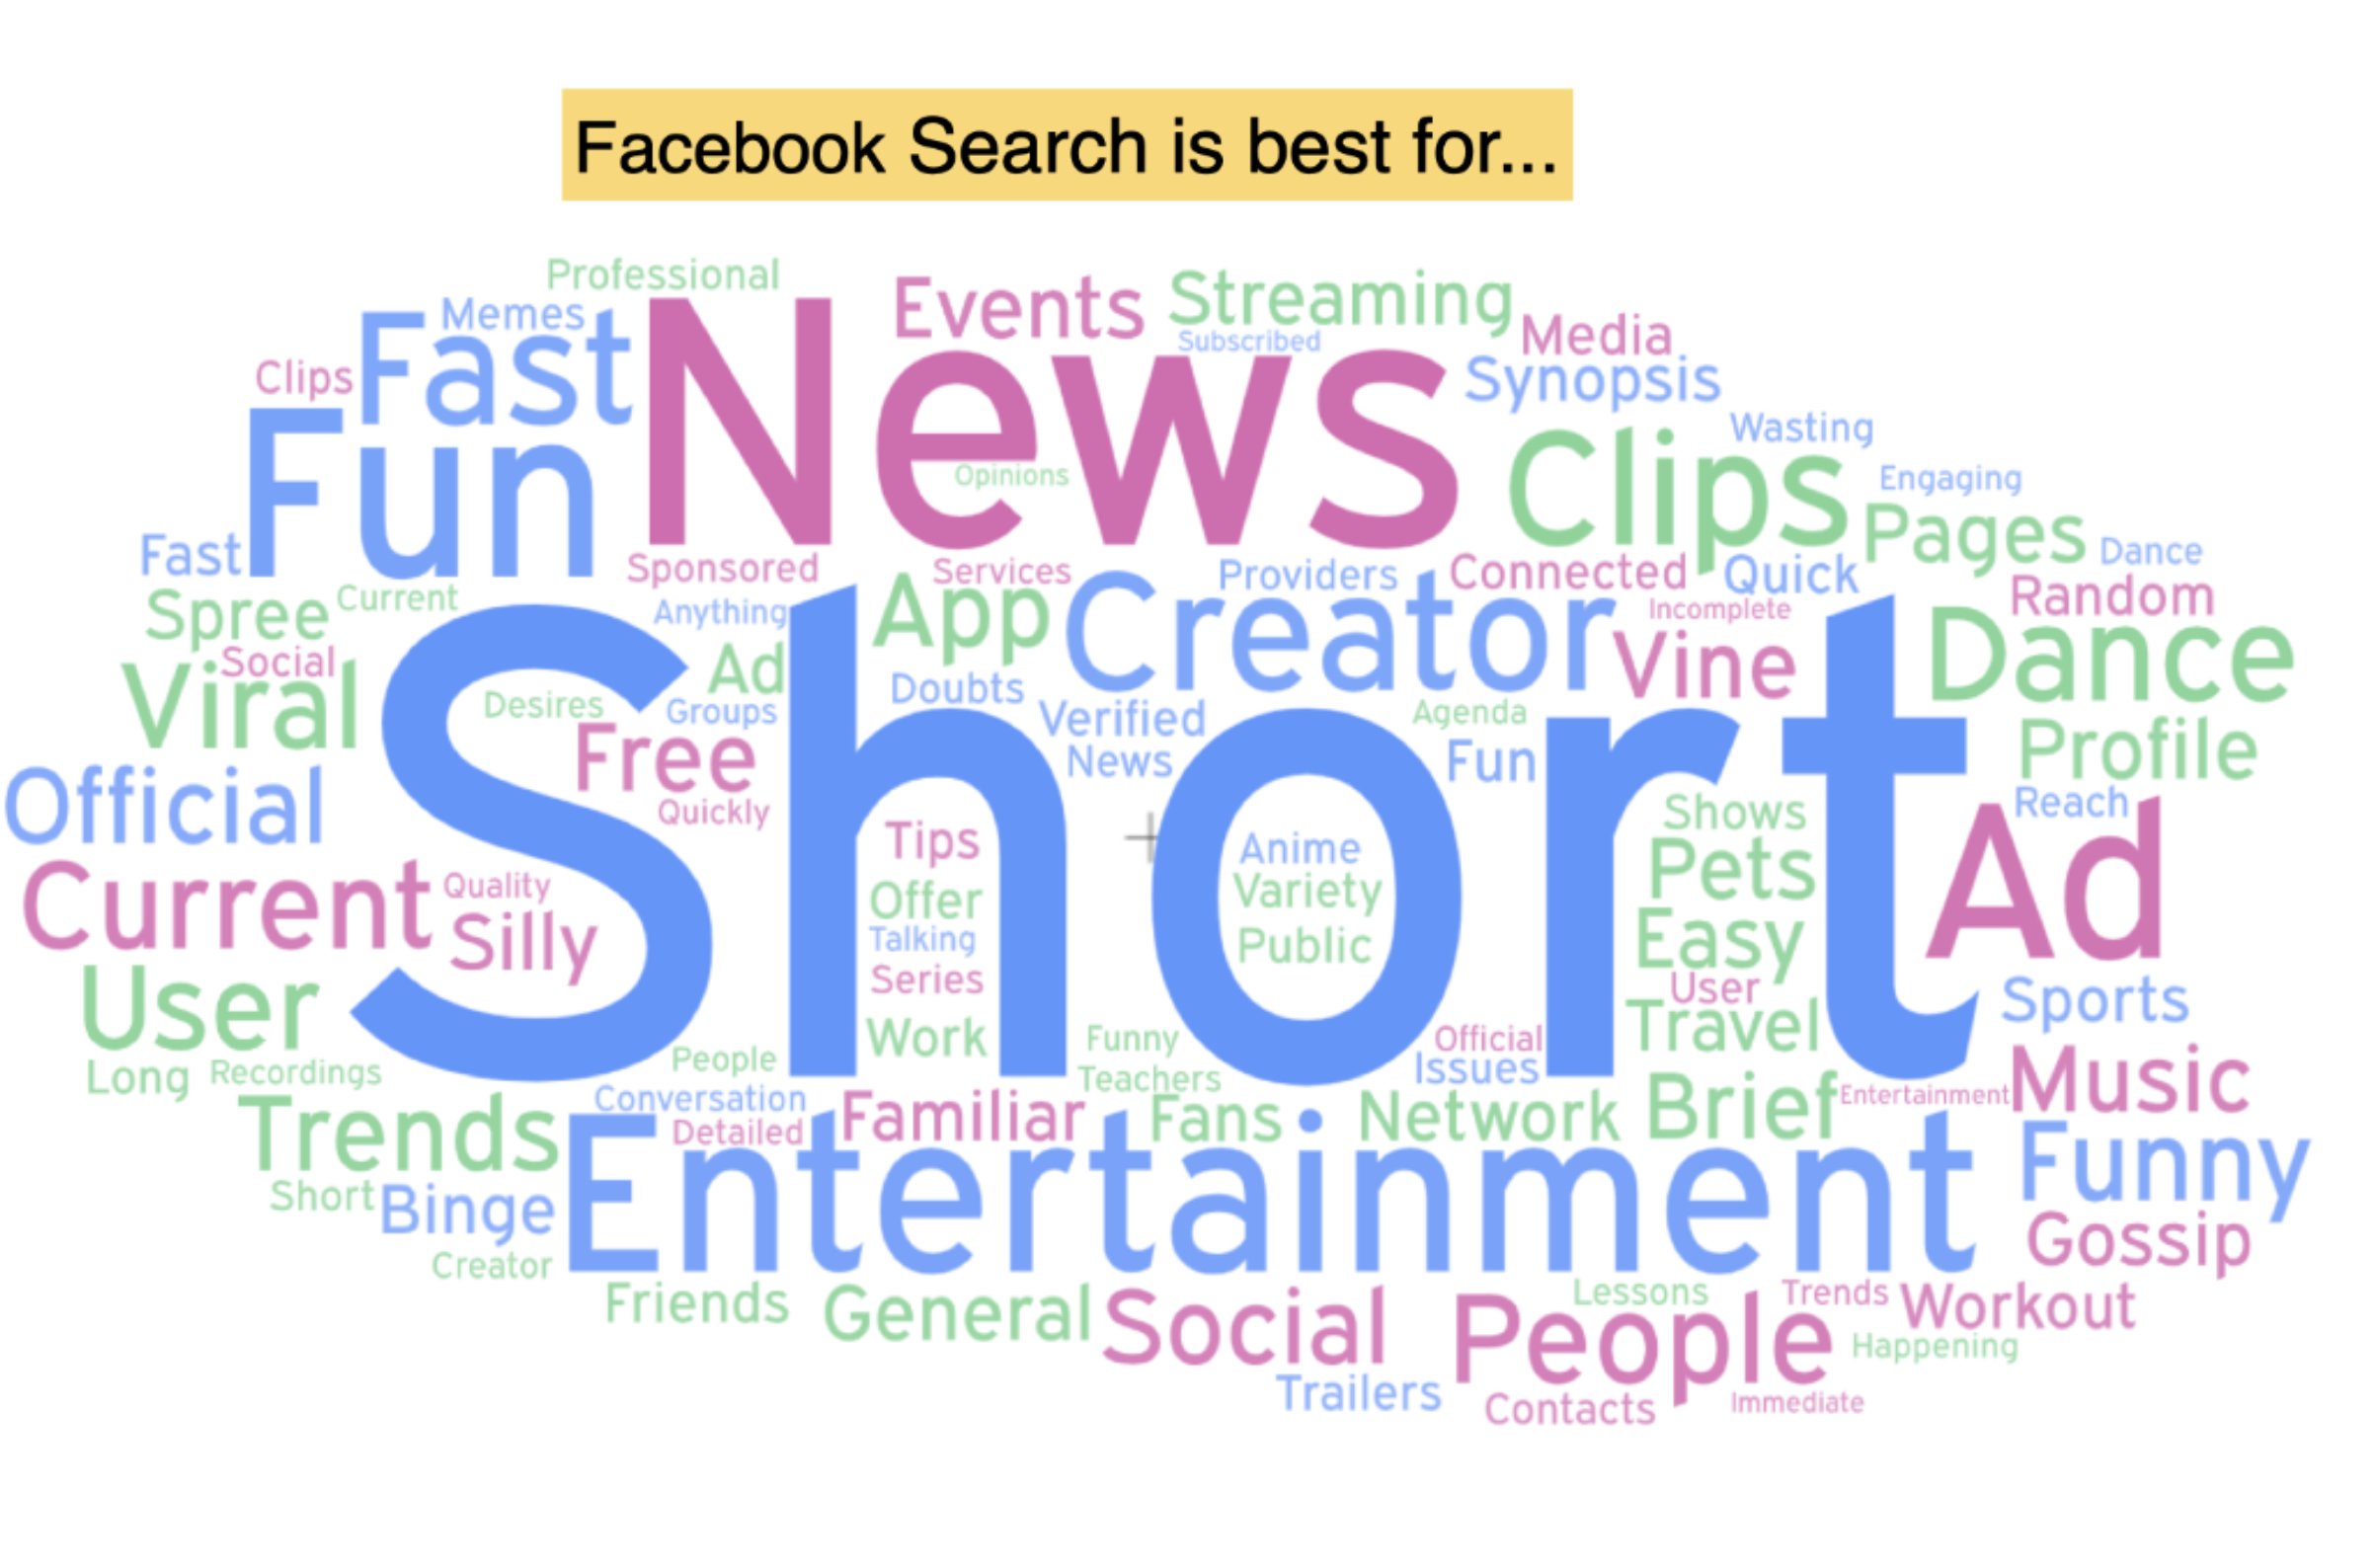 Facebook Search is best for...
Professional
Events
Streaming
Memes
Fast
News
Subscribed
Media
Clips
Synopsis
Fun
Wasting
Clips
Opinions
Engaging
Pages
Fast
Sponsored
Services
Providers
Connected
Quick
Dance
Spree
Current
Anything
App
Creator
Incomplete
Random
Social
Viral
Short
Ad
Vine
Dance
Desires
Groups
Doubts
Verified
Agenda
Free
News
Fun
Profile
Official
Quickly
Tips
Anime
Shows
Reach
Current
Quality
Offer
Variety
Pets
Ad
Silly
Talking
Public
Easy
User
Series
User
Sports
Work
Funny
Official
Travel
Long
Recordings
People
Teachers
Issues
Music
Trends
Conversation
Familiar
Fans
Network
Brief
Entertainment
Detailed
Entertainment
Funny
Short
Binge
Gossip
Creator
Friends
General
Social
People
Lessons
Trends
Workout
Happening
Trailers
Contacts
Immediate